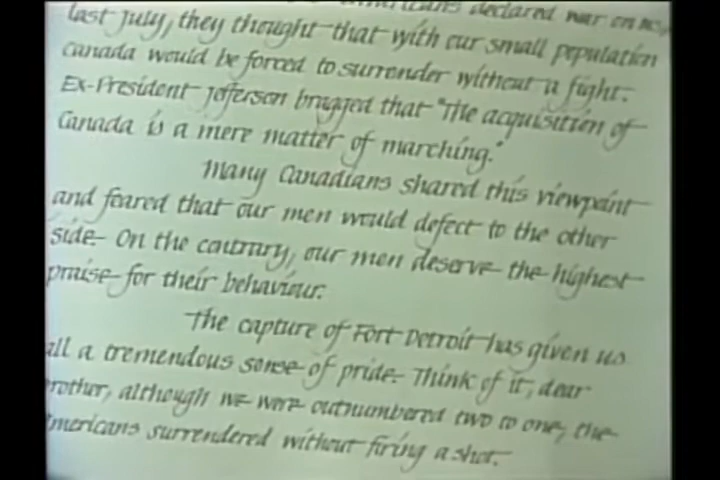 Americans declared war on
last July, they thought that with our small population
Canada would be forced to surrender without a fight.
Ex-President Jefferson bragged that "The acquisition of
Canada is a mere matter of marching."
Many Canadians shared this viewpoint
and feared that our men would defect to the other
side. On the contrary, our men deserve the highest
praise for their behaviour.
The capture of Fort Detroit has given us
all a tremendous sense of pride. Think of it, dear
brother, although we were outnumbered two to one, the
Americans surrendered without firing a shot.